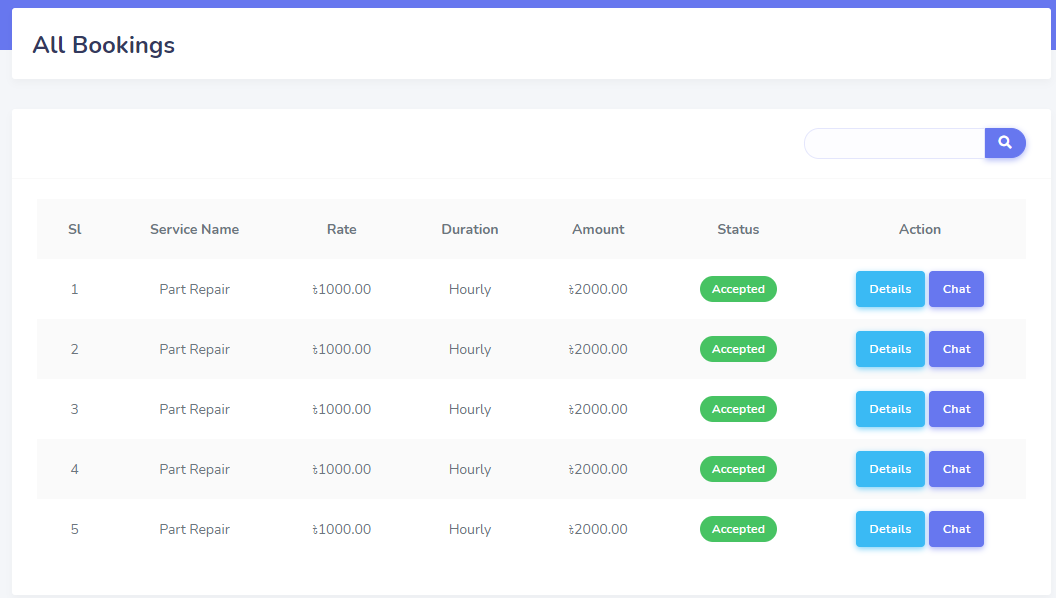 All Bookings
Sl Service Name Rate Duration Amount Status Action
1 Part Repair ৳1000.00 Hourly ৳2000.00 Accepted Details Chat
2 Part Repair ৳1000.00 Hourly ৳2000.00 Accepted Details Chat
3 Part Repair ৳1000.00 Hourly ৳2000.00 Accepted Details Chat
4 Part Repair ৳1000.00 Hourly ৳2000.00 Accepted Details Chat
5 Part Repair ৳1000.00 Hourly ৳2000.00 Accepted Details Chat